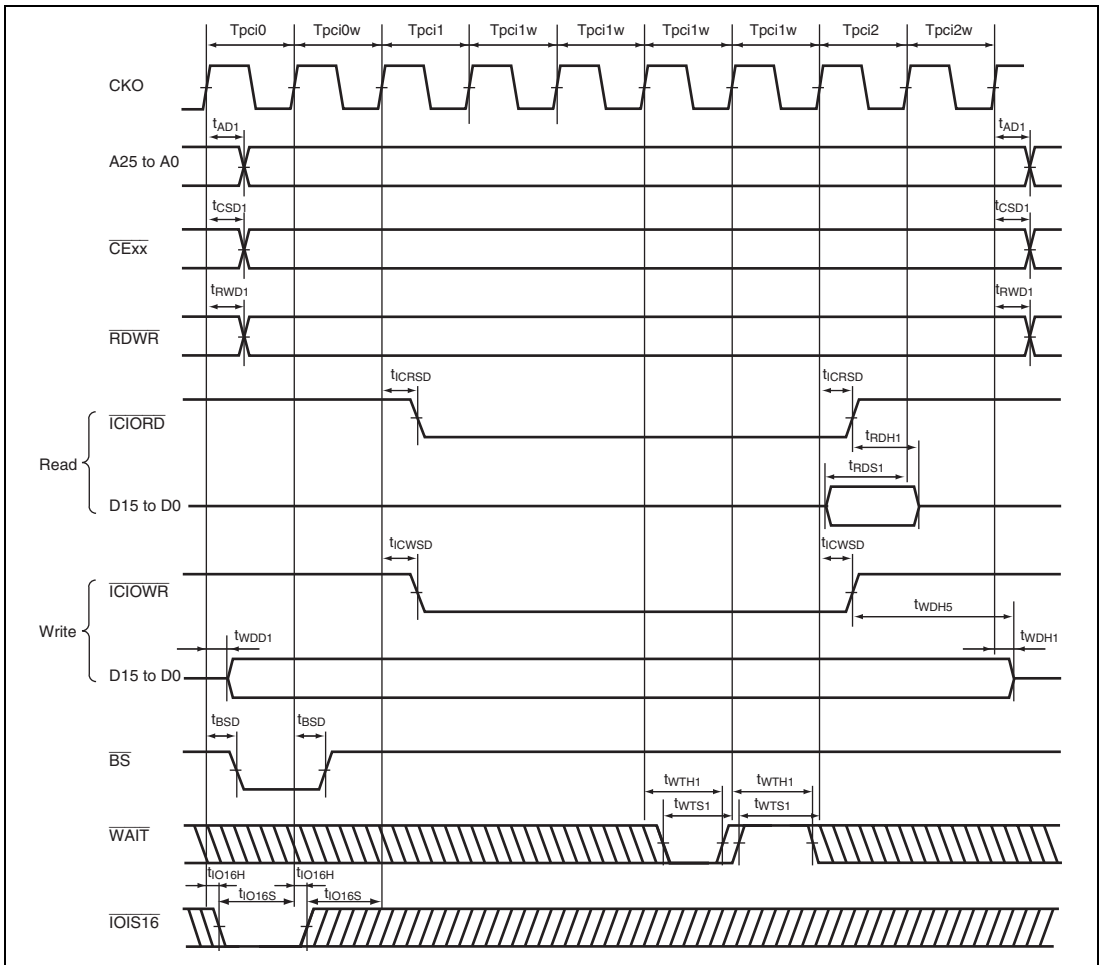 Tpci0 Tpci0w Tpci1 Tpci1w Tpci1w Tpci1w Tpci1w Tpci2 Tpci2w
CKO
tAD1 tAD1
A25 to A0
tCSD1 tCSD1
CExx
tRWD1 tRWD1
RDWR
tICRSD tICRSD
ICIORD
tRDH1
Read
tRDS1
D15 to D0
tICWSD tICWSD
ICIOWR
tWDH5
Write
tWDD1 tWDH1
D15 to D0
tBSD tBSD
BS
tWTH1 tWTH1
tWTS1 tWTS1
WAIT
tIO16H tIO16H
tIO16S tIO16S
IOIS16